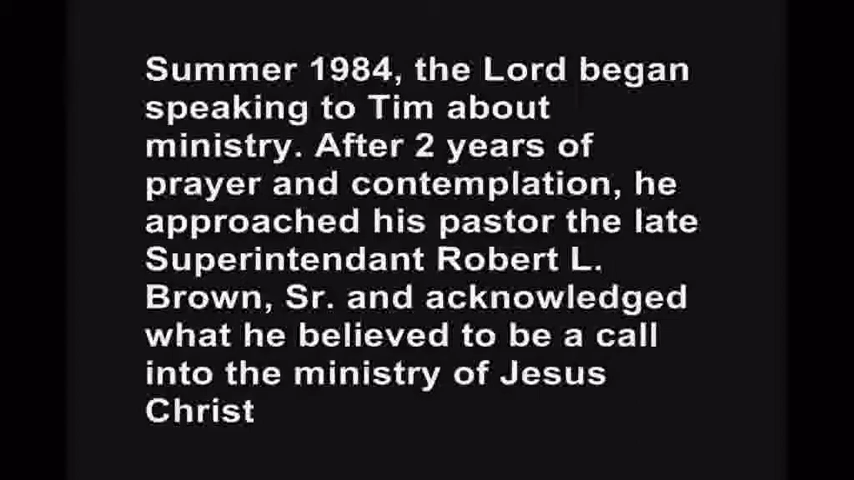 Summer 1984, the Lord began
speaking to Tim about
ministry. After 2 years of
prayer and contemplation, he
approached his pastor the late
Superintendant Robert L.
Brown, Sr. and acknowledged
what he believed to be a call
into the ministry of Jesus
Christ